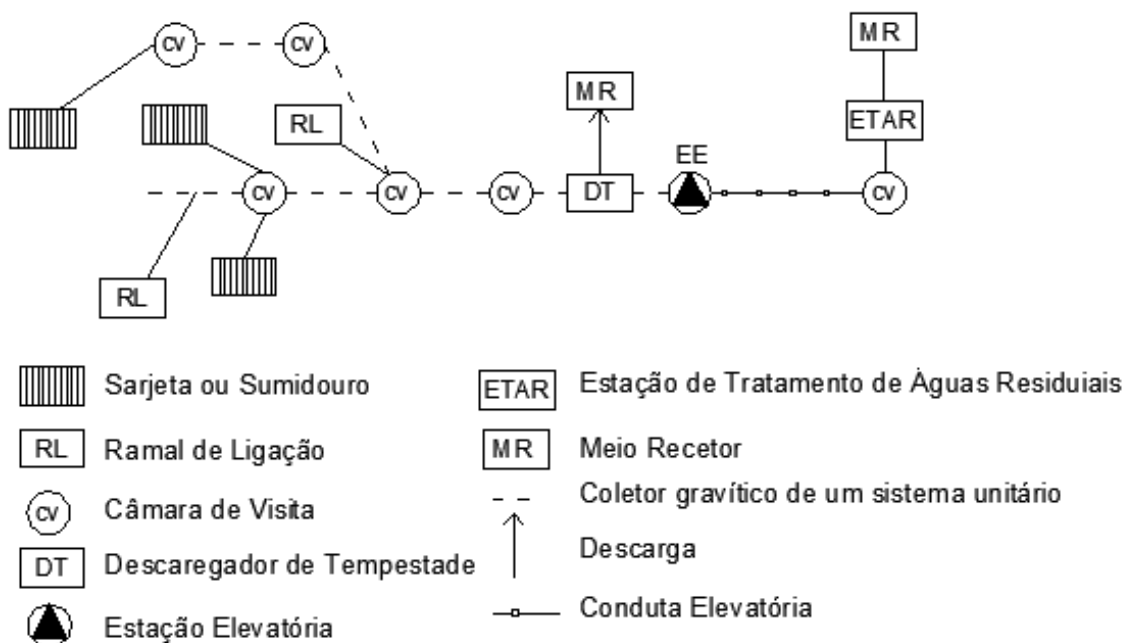 CV
CV
MR
MR
RL
ETAR
EE
CV
CV
CV
DT
CV
RL
Sarjeta ou Sumidouro
ETAR
Estação de Tratamento de Águas Residiais
RL
Ramal de Ligação
MR
Meio Recetor
CV
Câmara de Visita
Coletor gravítico de um sistema unitário
DT
Descaregador de Tempestade
Descarga
Estação Elevatória
Conduta Elevatória